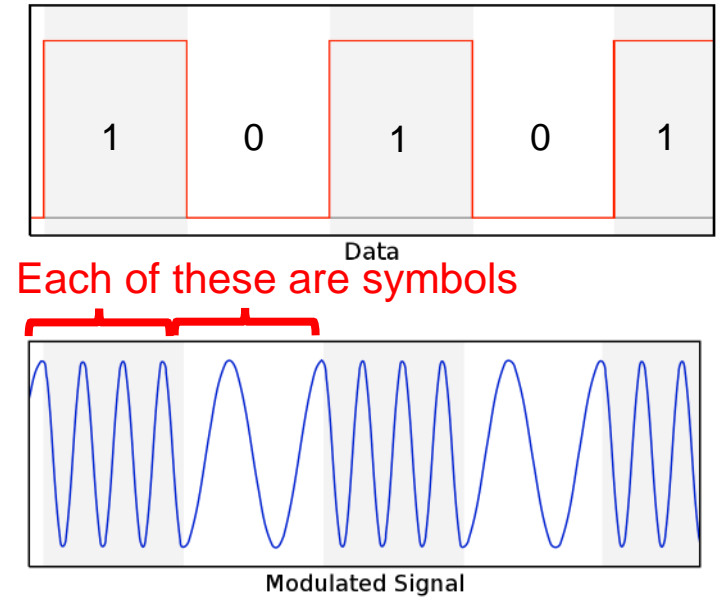 1 0 1 0 1
Data
Each of these are symbols
Modulated Signal